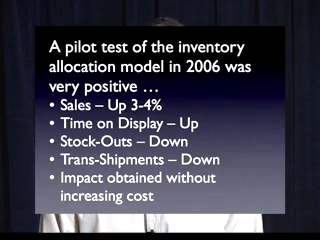 A pilot test of the inventory
allocation model in 2006 was
very positive …
• Sales – Up 3-4%
• Time on Display – Up
• Stock-Outs – Down
• Trans-Shipments – Down
• Impact obtained without
increasing cost